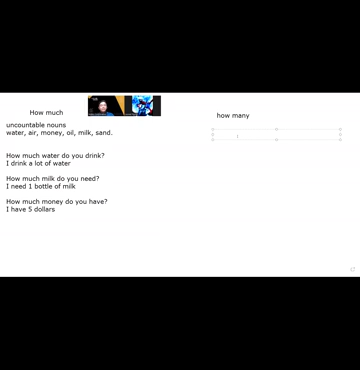 How much
uncountable nouns
water, air, money, oil, milk, sand.
How much water do you drink?
I drink a lot of water
How much milk do you need?
I need 1 bottle of milk
How much money do you have?
I have 5 dollars
how many